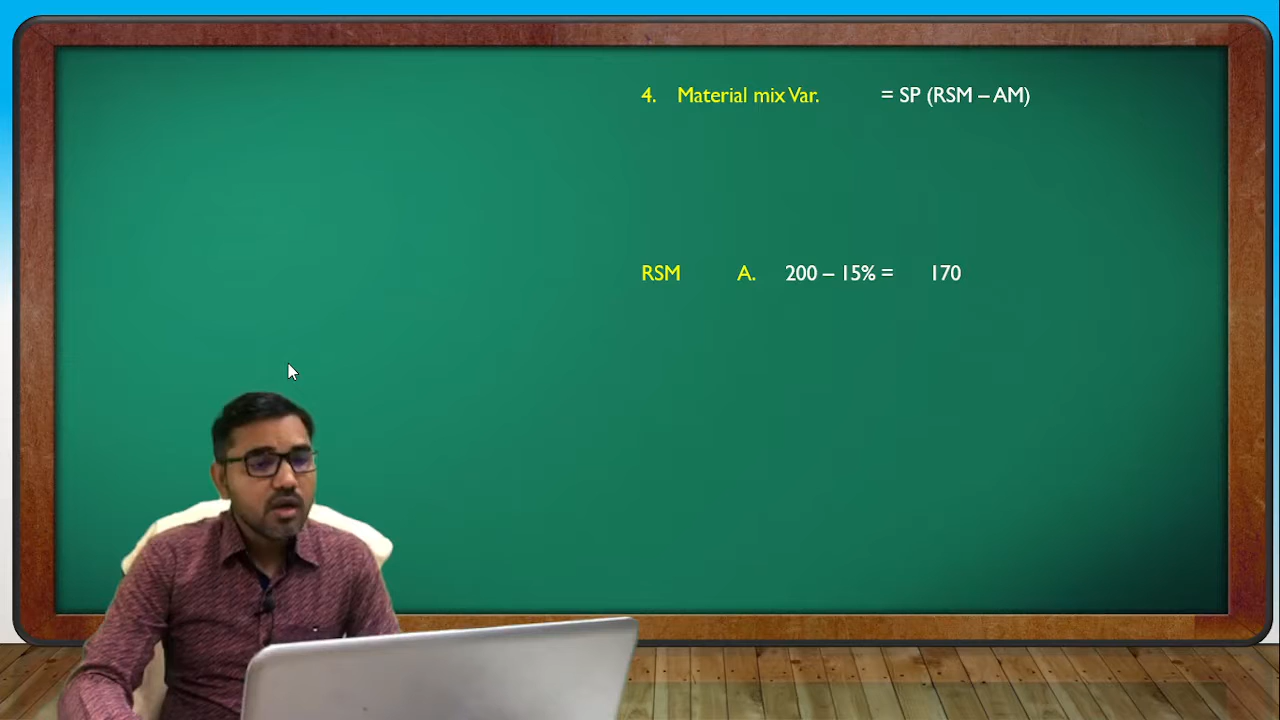 4. Material mix Var. = SP (RSM – AM)
RSM A. 200 – 15% = 170